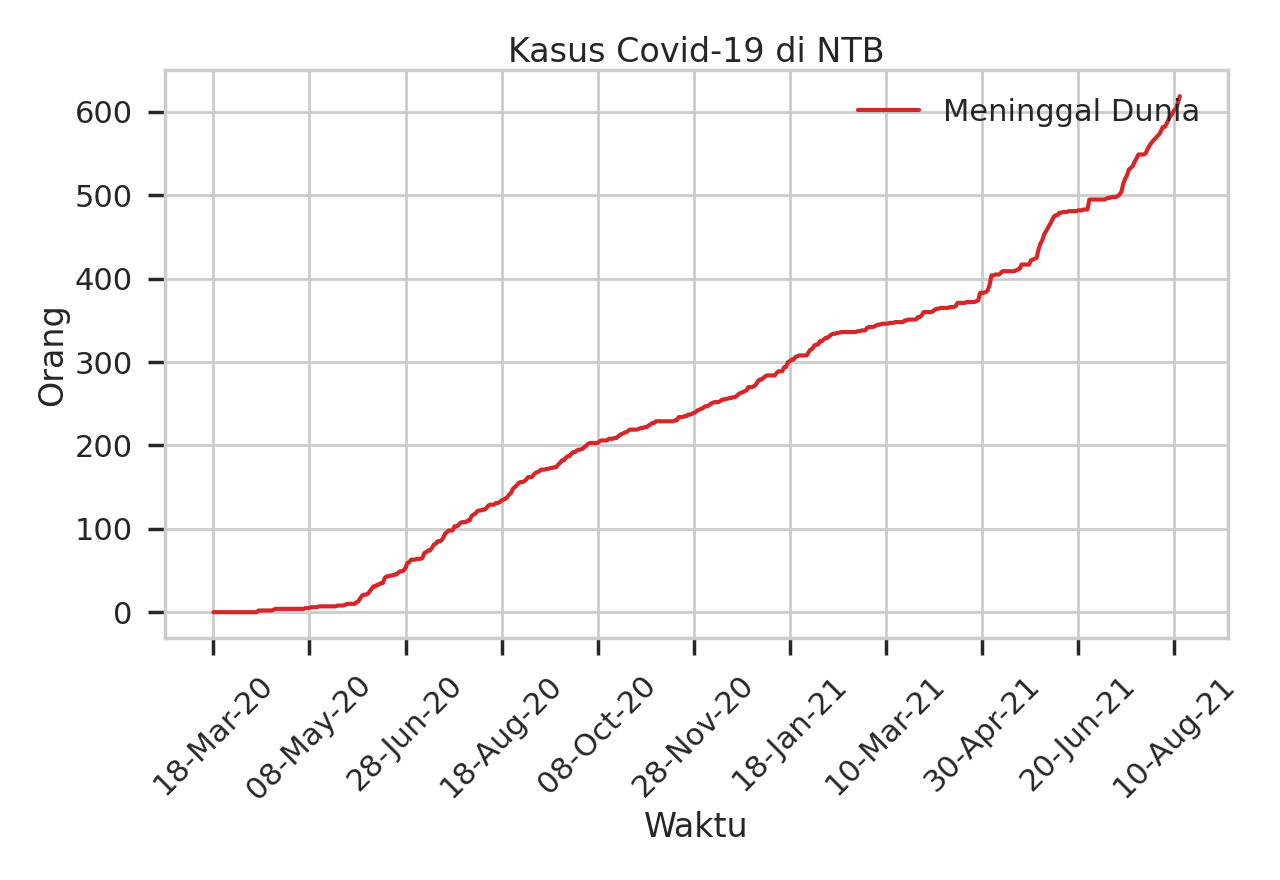 Kasus Covid-19 di NTB
Meninggal Dunia
600
500
400
300
200
100
0
Orang
18-Mar-20
08-May-20
28-Jun-20
18-Aug-20
08-Oct-20
28-Nov-20
18-Jan-21
10-Mar-21
30-Apr-21
20-Jun-21
10-Aug-21
Waktu